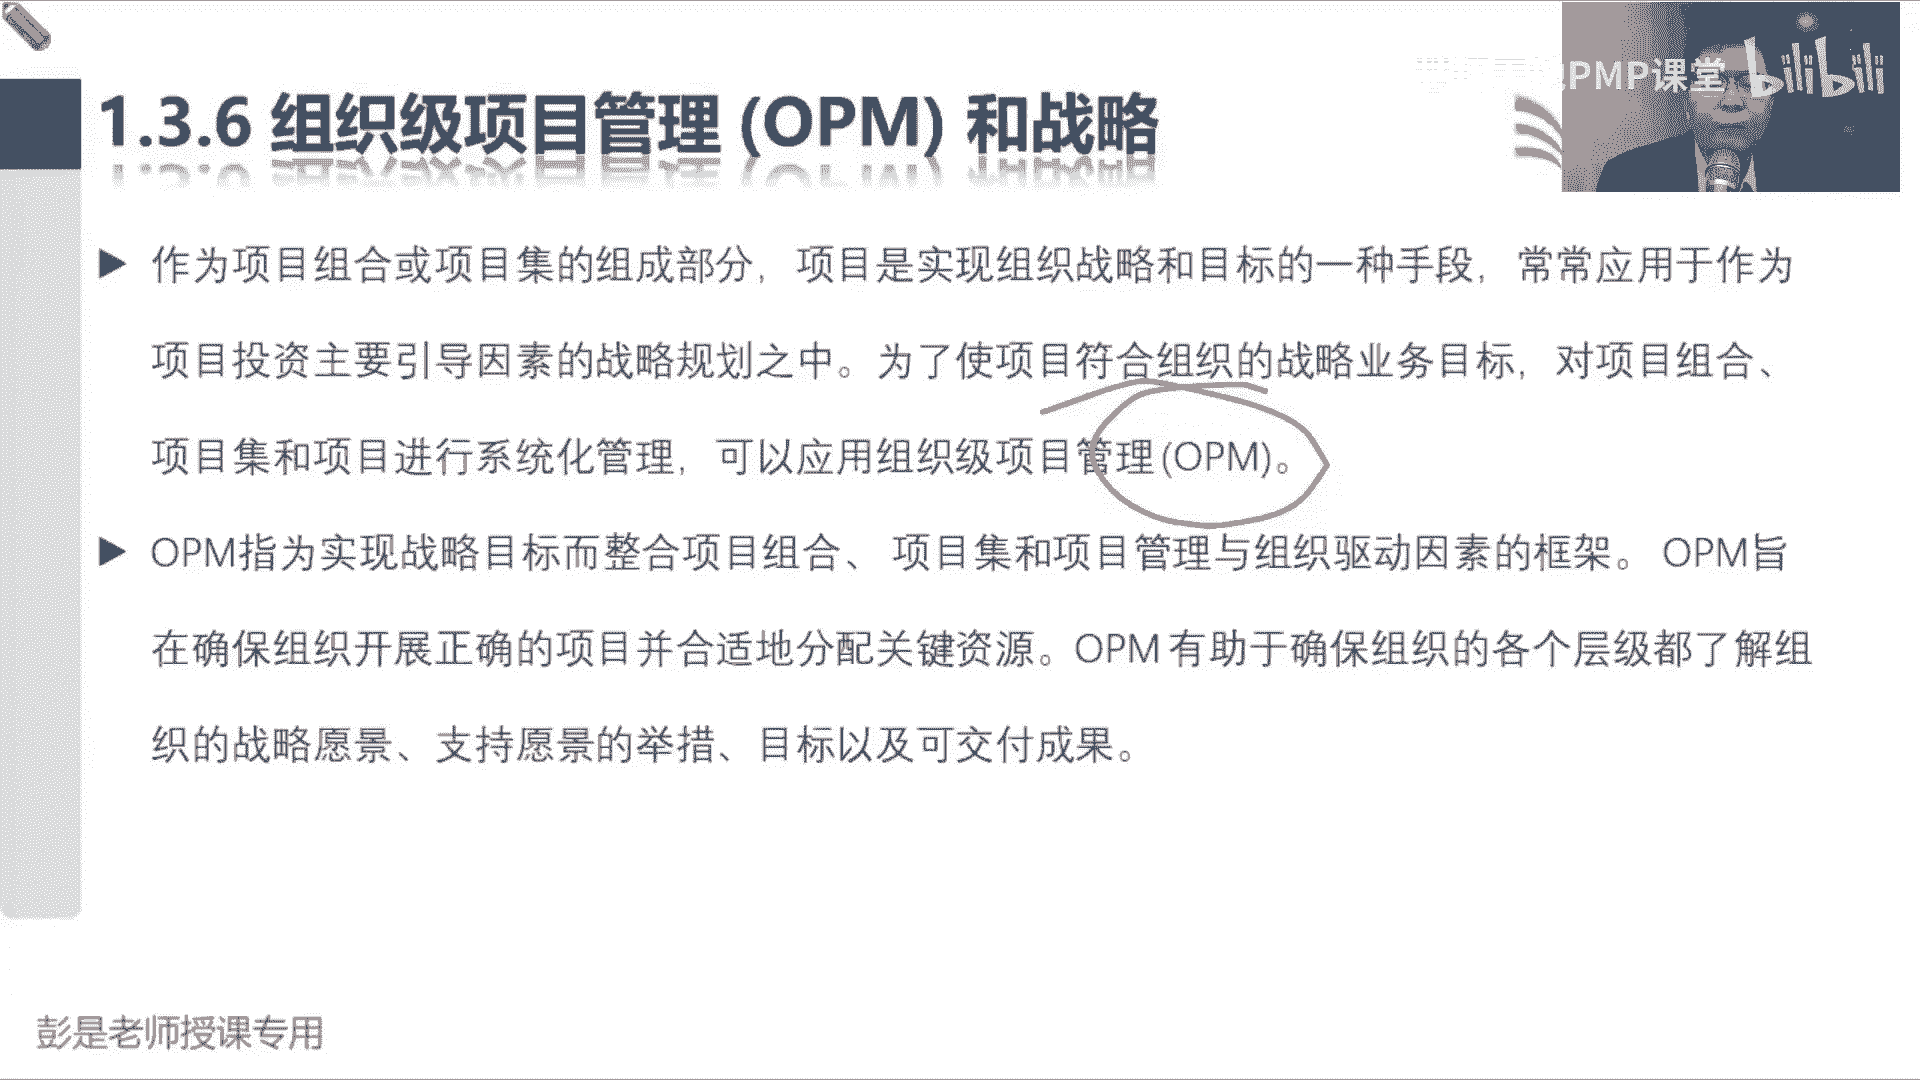 PMP课堂
bilibili
1.3.6 组织级项目管理 (OPM) 和战略
作为项目组合或项目集的组成部分，项目是实现组织战略和目标的一种手段，常常应用于作为
项目投资主要引导因素的战略规划之中。为了使项目符合组织的战略业务目标，对项目组合、
项目集和项目进行系统化管理，可以应用组织级项目管理(OPM)。
OPM指为实现战略目标而整合项目组合、 项目集和项目管理与组织驱动因素的框架。 OPM旨
在确保组织开展正确的项目并合适地分配关键资源。OPM 有助于确保组织的各个层级都了解组
织的战略愿景、支持愿景的举措、目标以及可交付成果。
彭是老师授课专用